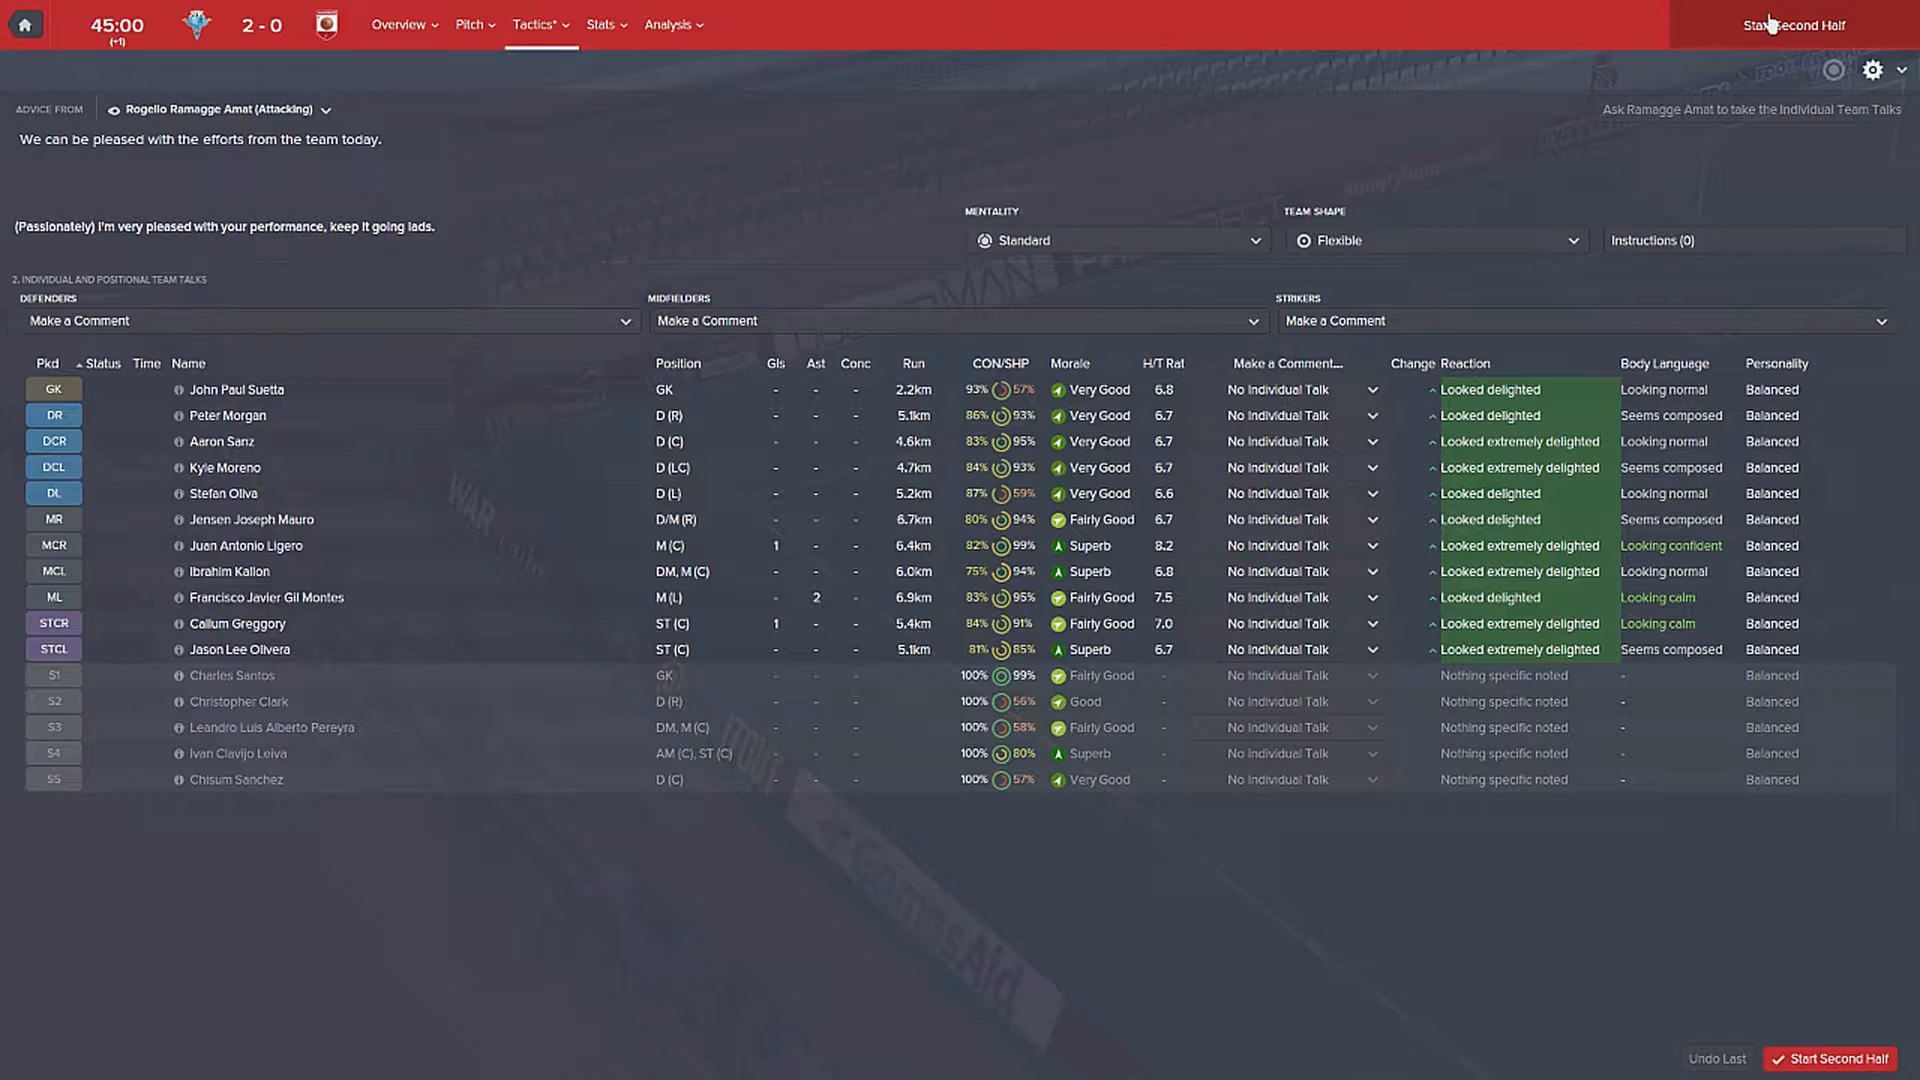 45:00
(+1)
2 - 0
Overview
Pitch
Tactics*
Stats
Analysis
Start Second Half
ADVICE FROM
Rogelio Ramagge Amat (Attacking)
Ask Ramagge Amat to take the Individual Team Talks
We can be pleased with the efforts from the team today.
(Passionately) I'm very pleased with your performance, keep it going lads.
MENTALITY
TEAM SHAPE
Standard
Flexible
Instructions (0)
2. INDIVIDUAL AND POSITIONAL TEAM TALKS
DEFENDERS MIDFIELDERS STRIKERS
Make a Comment Make a Comment Make a Comment
Pkd Status Time Name Position Gls Ast Conc Run CON/SHP Morale H/T Rat Make a Comment... Change Reaction Body Language Personality
GK John Paul Suetta GK - - - 2.2km 93% 57% Very Good 6.8 No Individual Talk Looked delighted Looking normal Balanced
DR Peter Morgan D (R) - - - 5.1km 86% 93% Very Good 6.7 No Individual Talk Looked delighted Seems composed Balanced
DCR Aaron Sanz D (C) - - - 4.6km 83% 95% Very Good 6.7 No Individual Talk Looked extremely delighted Looking normal Balanced
DCL Kyle Moreno D (LC) - - - 4.7km 84% 93% Very Good 6.7 No Individual Talk Looked extremely delighted Seems composed Balanced
DL Stefan Oliva D (L) - - - 5.2km 87% 59% Very Good 6.6 No Individual Talk Looked delighted Looking normal Balanced
MR Jensen Joseph Mauro D/M (R) - - - 6.7km 80% 94% Fairly Good 6.7 No Individual Talk Looked delighted Seems composed Balanced
MCR Juan Antonio Ligero M (C) 1 - - 6.4km 82% 99% Superb 8.2 No Individual Talk Looked extremely delighted Looking confident Balanced
MCL Ibrahim Kallon DM, M (C) - - - 6.0km 75% 94% Superb 6.8 No Individual Talk Looked extremely delighted Looking normal Balanced
ML Francisco Javier Gil Montes M (L) - 2 - 6.9km 83% 95% Fairly Good 7.5 No Individual Talk Looked delighted Looking calm Balanced
STCR Callum Greggory ST (C) 1 - - 5.4km 84% 91% Fairly Good 7.0 No Individual Talk Looked extremely delighted Looking calm Balanced
STCL Jason Lee Olivera ST (C) - - - 5.1km 81% 85% Superb 6.7 No Individual Talk Looked extremely delighted Seems composed Balanced
S1 Charles Santos GK 100% 99% Fairly Good - No Individual Talk Nothing specific noted - Balanced
S2 Christopher Clark D (R) 100% 56% Good - No Individual Talk Nothing specific noted - Balanced
S3 Leandro Luis Alberto Pereyra DM, M (C) 100% 58% Fairly Good - No Individual Talk Nothing specific noted - Balanced
S4 Ivan Clavijo Leiva AM (C), ST (C) 100% 80% Superb - No Individual Talk Nothing specific noted - Balanced
S5 Chisum Sanchez D (C) 100% 57% Very Good - No Individual Talk Nothing specific noted - Balanced
Undo Last
Start Second Half